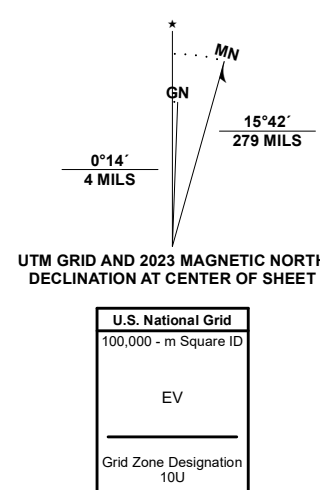 ★
MN
GN
15°42´
279 MILS
0°14´
4 MILS
UTM GRID AND 2023 MAGNETIC NORTH
DECLINATION AT CENTER OF SHEET
U.S. National Grid
100,000 - m Square ID
EV
Grid Zone Designation
10U